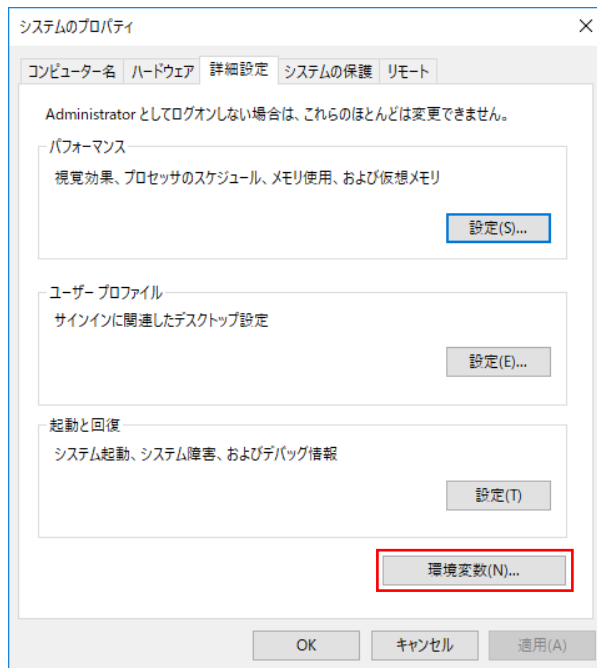 システムのプロパティ
コンピューター名 ハードウェア 詳細設定 システムの保護 リモート
Administrator としてログオンしない場合は、これらのほとんどは変更できません。
パフォーマンス
視覚効果、プロセッサのスケジュール、メモリ使用、および仮想メモリ
設定(S)...
ユーザー プロファイル
サインインに関連したデスクトップ設定
設定(E)...
起動と回復
システム起動、システム障害、およびデバッグ情報
設定(T)
環境変数(N)...
OK キャンセル 適用(A)